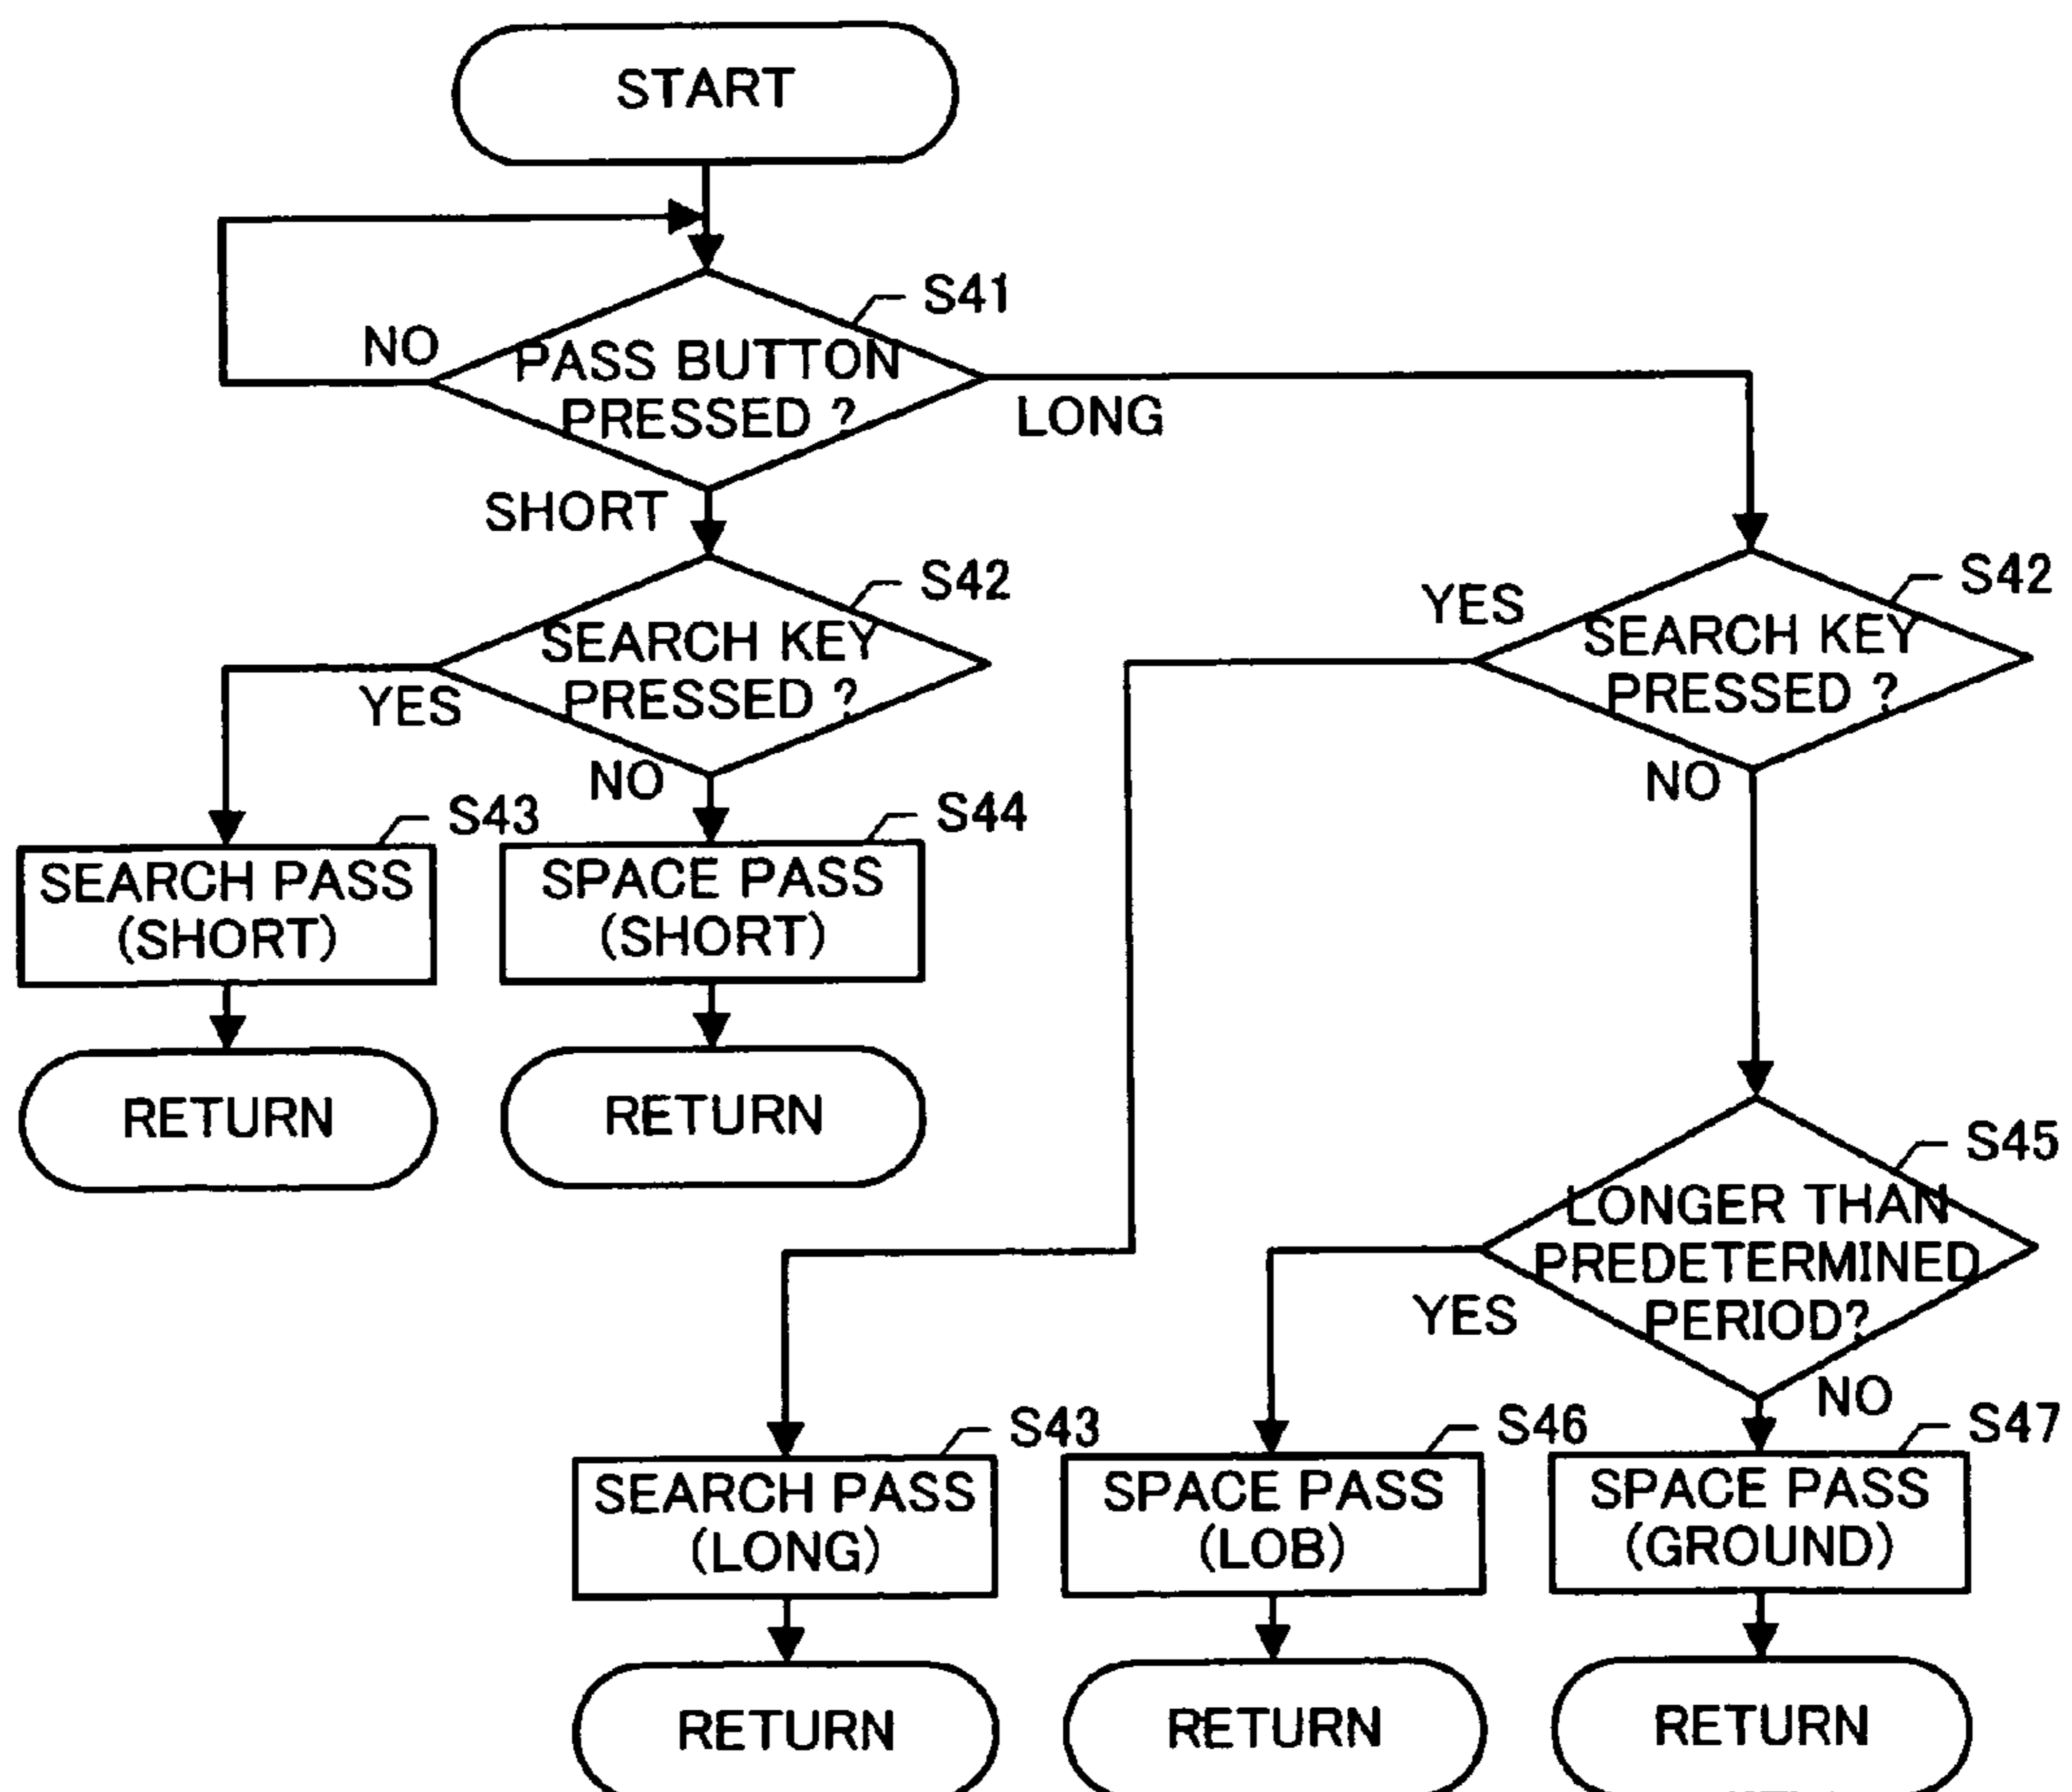 START
S41
NO
PASS BUTTON
PRESSED ?
LONG
SHORT
S42
SEARCH KEY
PRESSED ?
YES
NO
S42
YES
SEARCH KEY
PRESSED ?
NO
S43
SEARCH PASS
(SHORT)
S44
SPACE PASS
(SHORT)
RETURN
RETURN
S45
LONGER THAN
PREDETERMINED
PERIOD?
YES
NO
S43
SEARCH PASS
(LONG)
S46
SPACE PASS
(LOB)
S47
SPACE PASS
(GROUND)
RETURN
RETURN
RETURN